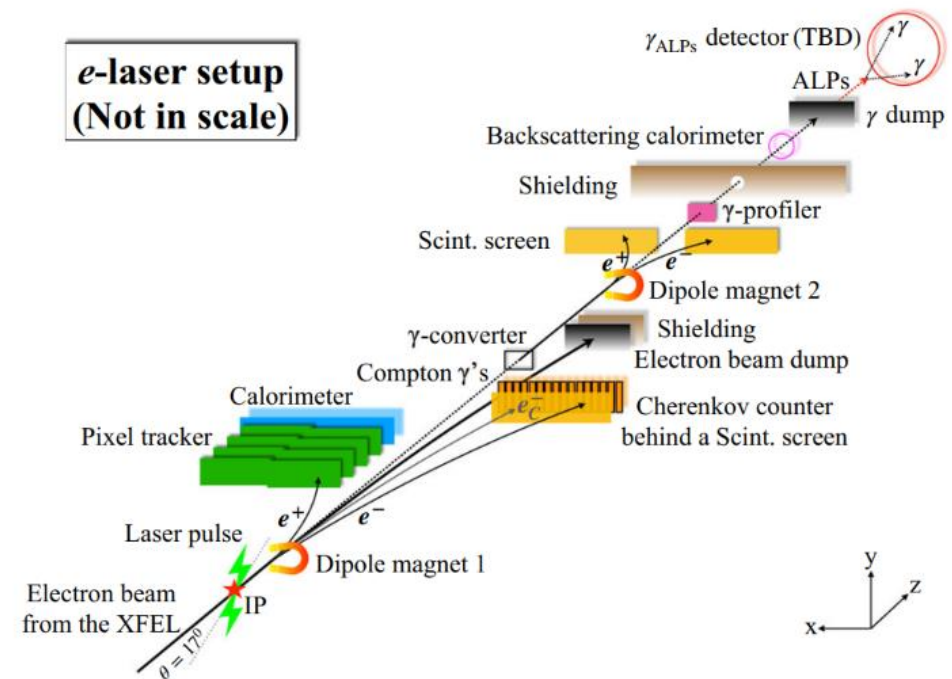 e-laser setup
(Not in scale)
γ
γ
γALPs detector (TBD)
ALPs
γ dump
Backscattering calorimeter
Shielding
γ-profiler
Scint. screen
e+
e−
Dipole magnet 2
γ-converter
Shielding
Compton γ's
Electron beam dump
Calorimeter
e−C
Cherenkov counter
behind a Scint. screen
Pixel tracker
e+
e−
Laser pulse
Dipole magnet 1
IP
Electron beam
from the XFEL
θ = 17⁰
y
z
x